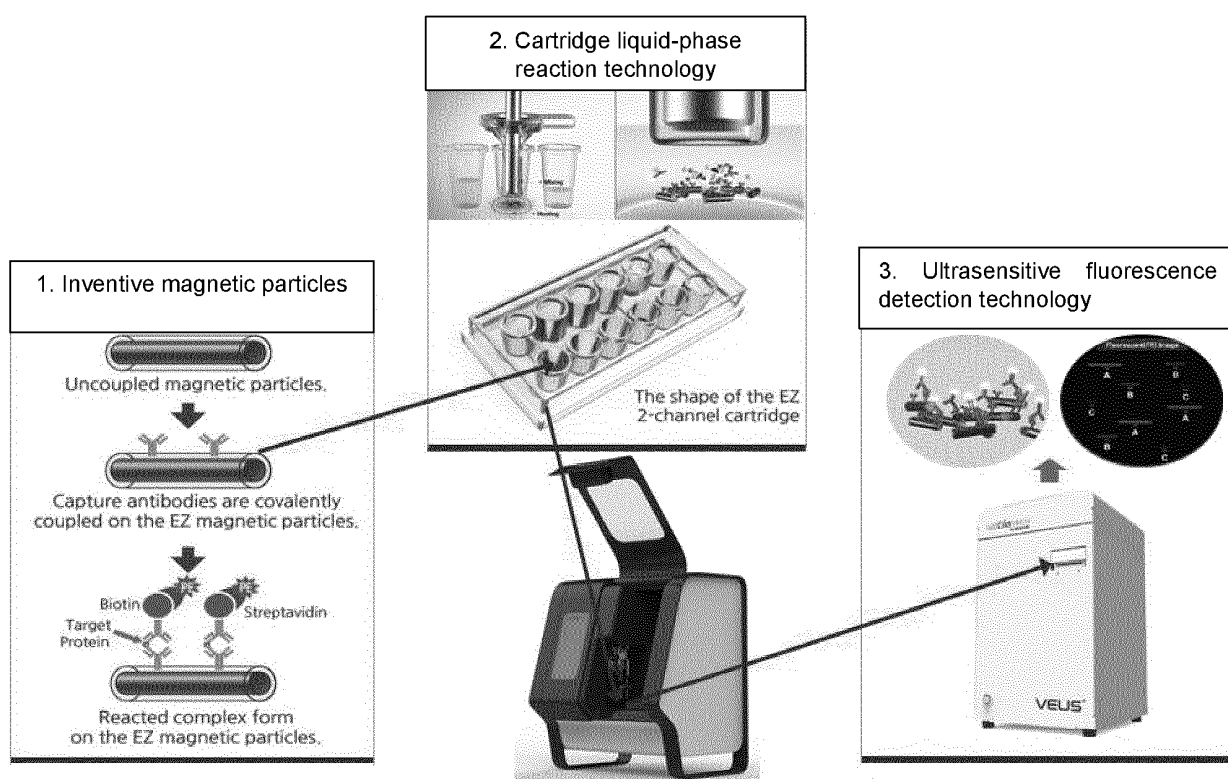 2. Cartridge liquid-phase
reaction technology
The shape of the EZ
2-channel cartridge
1. Inventive magnetic particles
Uncoupled magnetic particles.
Capture antibodies are covalently
coupled on the EZ magnetic particles.
Biotin
Streptavidin
Target
Protein
Reacted complex form
on the EZ magnetic particles.
3. Ultrasensitive fluorescence
detection technology
A
B
B
C
C
A
A
B
C
VEUS